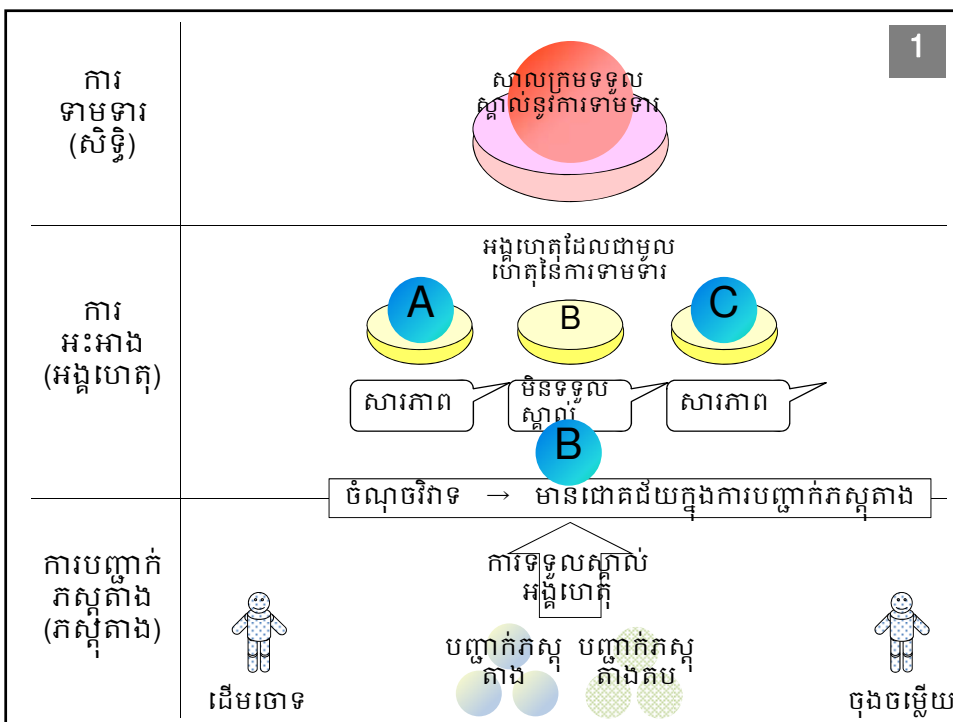 1
ការ
ទាមទារ
(សិទ្ធិ)
សាលក្រមទទួល
ស្គាល់នូវការទាមទារ
អង្គហេតុដែលជាមូល
ហេតុនៃការទាមទារ
ការ
អះអាង
(អង្គហេតុ)
A
B
C
សារភាព
មិនទទួល
ស្គាល់
សារភាព
B
ចំណុចវិវាទ → មានជោគជ័យក្នុងការបញ្ជាក់ភស្តុតាង
ការបញ្ជាក់
ភស្តុតាង
(ភស្តុតាង)
ការទទួលស្គាល់
អង្គហេតុ
បញ្ជាក់ភស្តុ
តាង
បញ្ជាក់ភស្តុ
តាងតប
ដើមចោទ
ចុងចម្លើយ